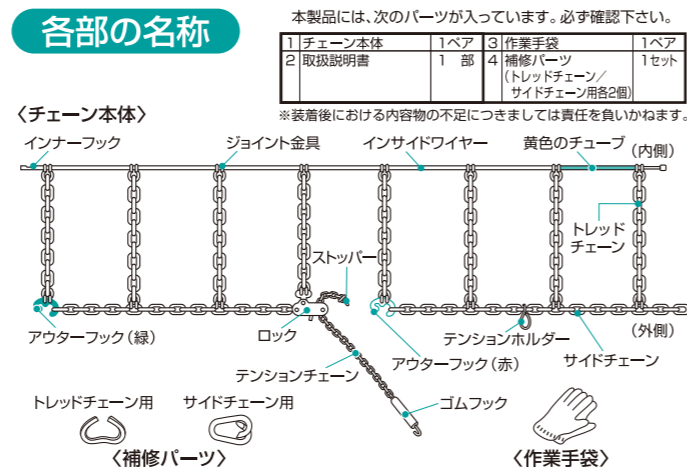 各部の名称
本製品には、次のパーツが入っています。必ず確認下さい。
1 チェーン本体 1ペア 3 作業手袋 1ペア
2 取扱説明書 1 部 4 補修パーツ 1セット
(トレッドチェーン/
サイドチェーン用各2個)
※装着後における内容物の不足につきましては責任を負いかねます。
〈チェーン本体〉
インナーフック ジョイント金具 インサイドワイヤー 黄色のチューブ (内側)
トレッド
チェーン
ストッパー
アウターフック(緑) ロック テンションホルダー (外側)
アウターフック(赤) サイドチェーン
テンションチェーン
ゴムフック
トレッドチェーン用 サイドチェーン用
〈補修パーツ〉 〈作業手袋〉